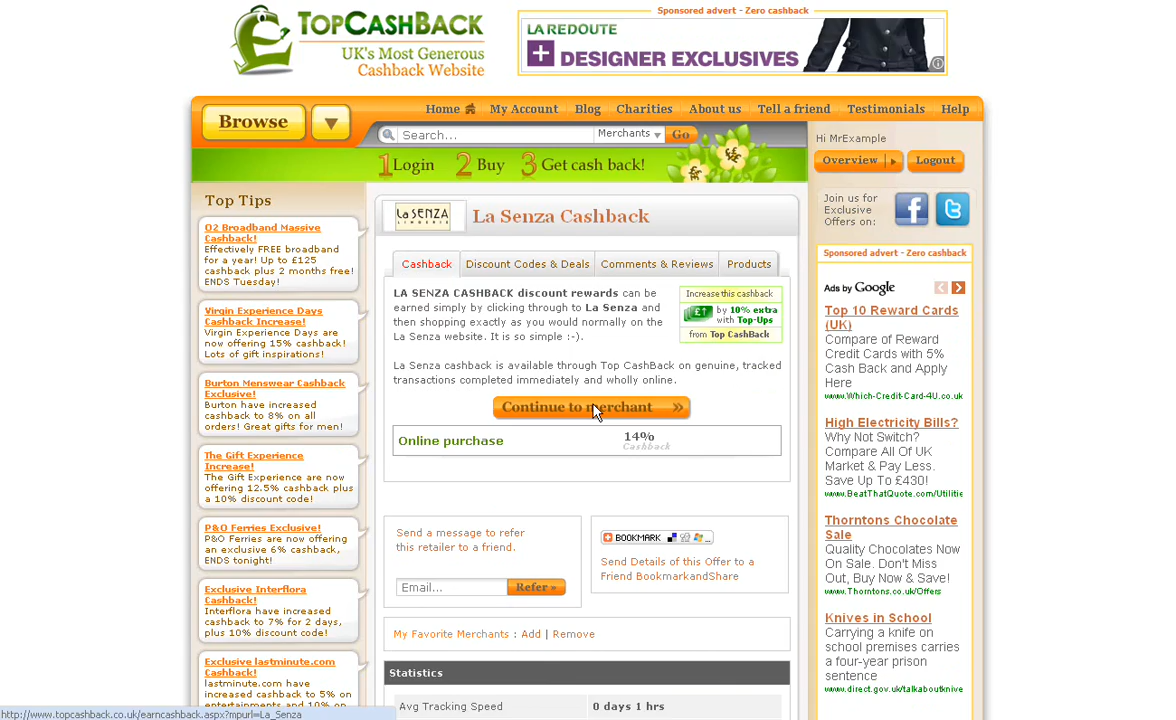 TOPCASHBACK
UK's Most Generous
Cashback Website
Sponsored advert - Zero cashback
LA REDOUTE
DESIGNER EXCLUSIVES
Browse
Home
My Account
Blog
Charities
About us
Tell a friend
Testimonials
Help
Search...
Merchants
Go
1 Login 2 Buy 3 Get cash back!
Hi MrExample
Overview
Logout
Join us for
Exclusive
Offers on:
Top Tips
O2 Broadband Massive
Cashback!
Effectively FREE broadband
for a year! Up to £125
cashback plus 2 months free!
ENDS Tuesday!
Virgin Experience Days
Cashback Increase!
Virgin Experience Days are
now offering 15% cashback!
Lots of gift inspirations!
Burton Menswear Cashback
Exclusive!
Burton have increased
cashback to 8% on all
orders! Great gifts for men!
The Gift Experience
Increase!
The Gift Experience are now
offering 12.5% cashback plus
a 10% discount code!
P&O Ferries Exclusive!
P&O Ferries are now offering
an exclusive 6% cashback,
ENDS tonight!
Exclusive Interflora
Cashback!
Interflora have increased
cashback to 7% for 2 days,
plus 10% discount code!
Exclusive lastminute.com
Cashback!
lastminute.com have
increased cashback to 5% on
entertainments and 10% on
http://www.topcashback.co.uk/earncashback.aspx?mpurl=La_Senza
La SENZA
LINGERIE
La Senza Cashback
Cashback
Discount Codes & Deals
Comments & Reviews
Products
LA SENZA CASHBACK discount rewards can be
earned simply by clicking through to La Senza and
then shopping exactly as you would normally on the
La Senza website. It is so simple :-).
Increase this cashback
by 10% extra
with Top-Ups
from Top CashBack
La Senza cashback is available through Top CashBack on genuine, tracked
transactions completed immediately and wholly online.
Continue to merchant »
Online purchase
14%
Cashback
Send a message to refer
this retailer to a friend.
Email...
Refer »
BOOKMARK
Send Details of this Offer to a
Friend BookmarkandShare
My Favorite Merchants : Add | Remove
Statistics
Avg Tracking Speed
0 days 1 hrs
Sponsored advert - Zero cashback
Ads by Google
Top 10 Reward Cards
(UK)
Compare of Reward
Credit Cards with 5%
Cash Back and Apply
Here
www.Which-Credit-Card-4U.co.uk
High Electricity Bills?
Why Not Switch?
Compare All Of UK
Market & Pay Less.
Save Up To £430!
www.BeatThatQuote.com/Utilitie
Thorntons Chocolate
Sale
Quality Chocolates Now
On Sale. Don't Miss
Out, Buy Now & Save!
www.Thorntons.co.uk/Offers
Knives in School
Carrying a knife on
school premises carries
a four-year prison
sentence
www.direct.gov.uk/talkaboutknive